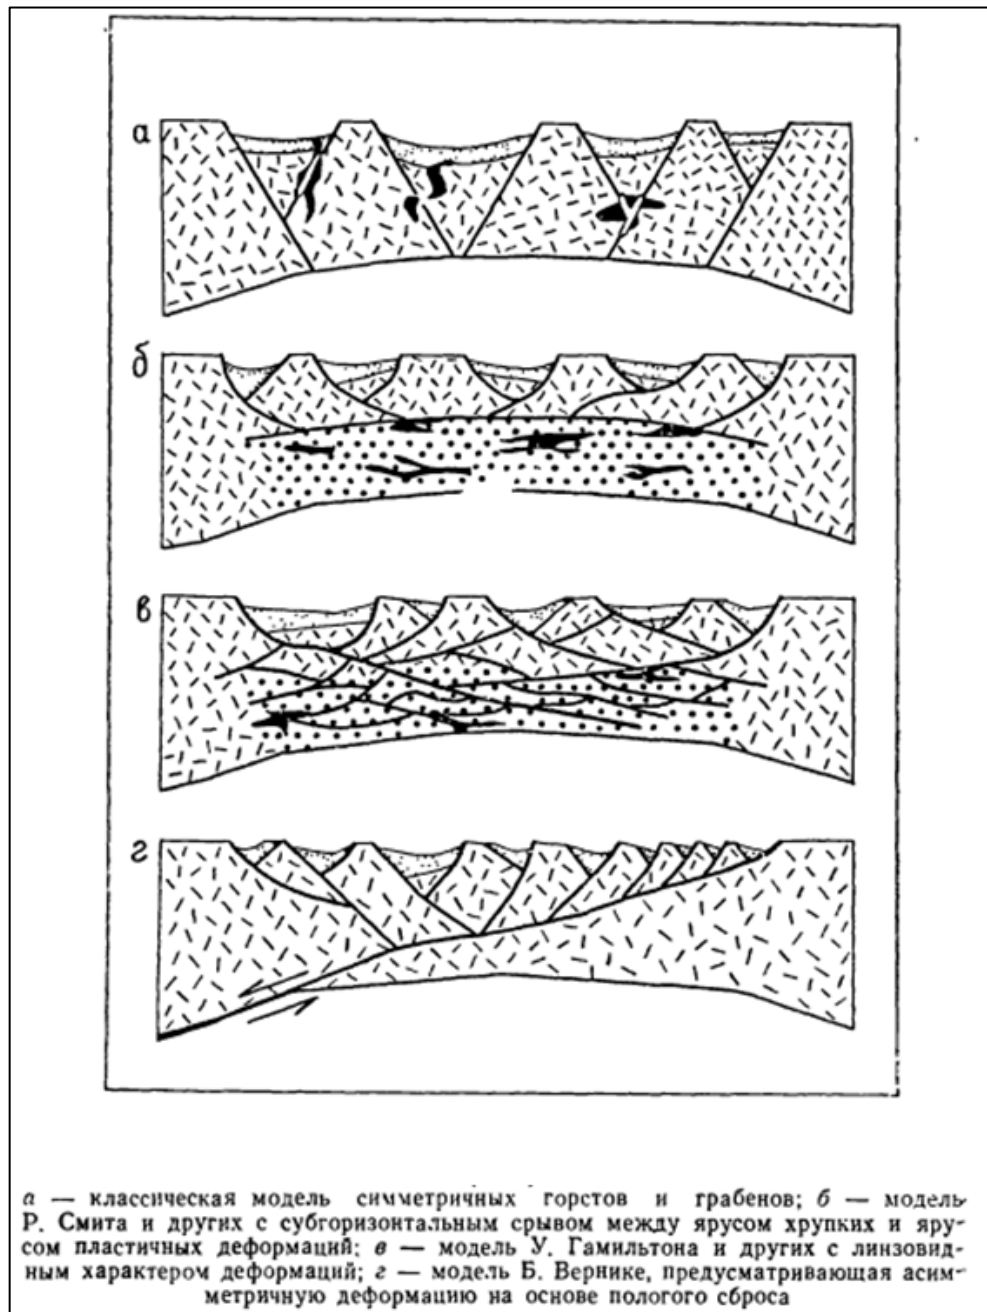 а
б
в
г
а — классическая модель симметричных горстов и грабенов; б — модель
Р. Смита и других с субгоризонтальным срывом между ярусом хрупких и яру-
сом пластичных деформаций; в — модель У. Гамильтона и других с линзовид-
ным характером деформаций; г — модель Б. Вернике, предусматривающая асим-
метричную деформацию на основе пологого сброса